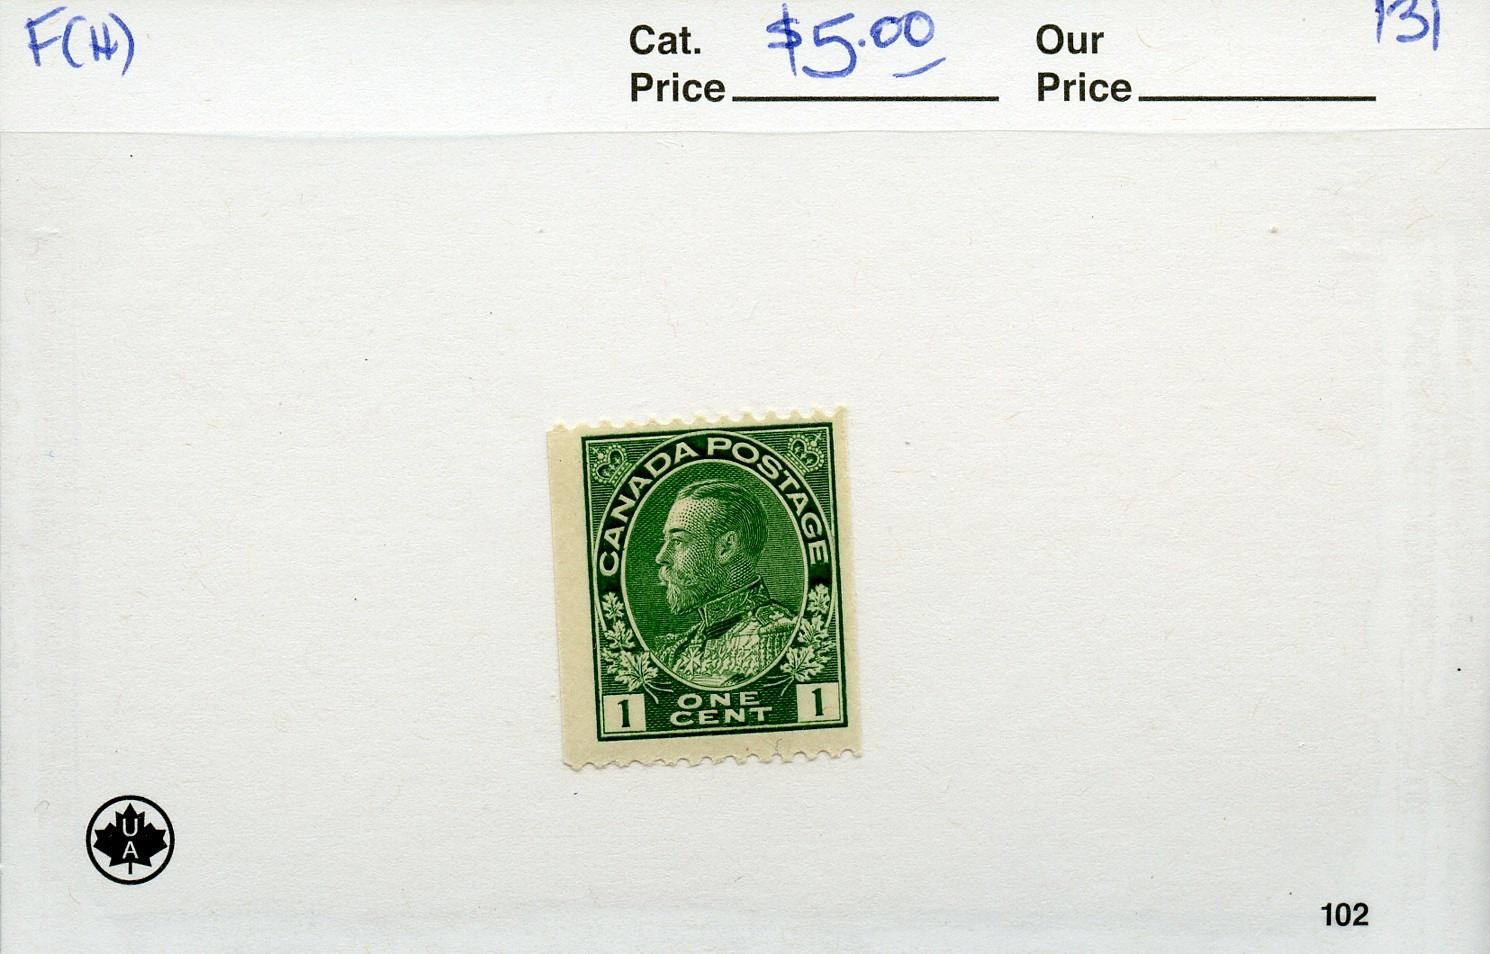 F(H)
Cat. Price $5.00
Our Price
131
CANADA POSTAGE
1 ONE CENT 1
UA
102